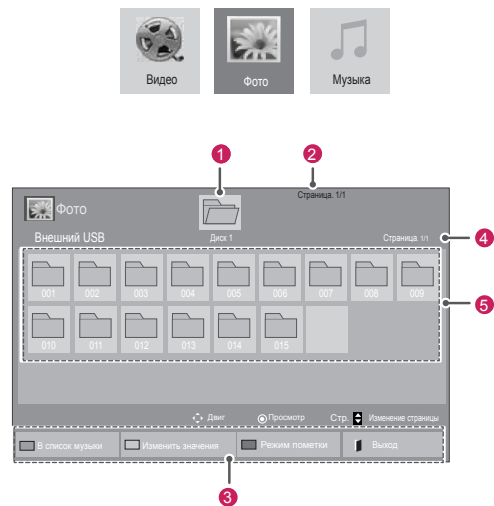 Видео Фото Музыка
1 2
Страница. 1/1
Фото
Внешний USB Диск 1 Страница. 1/1 4
001 002 003 004 005 006 007 008 009
5
010 011 012 013 014 015
Двиг Просмотр Стр. Изменение страницы
В список музыки Изменить значения Режим пометки Выход
3